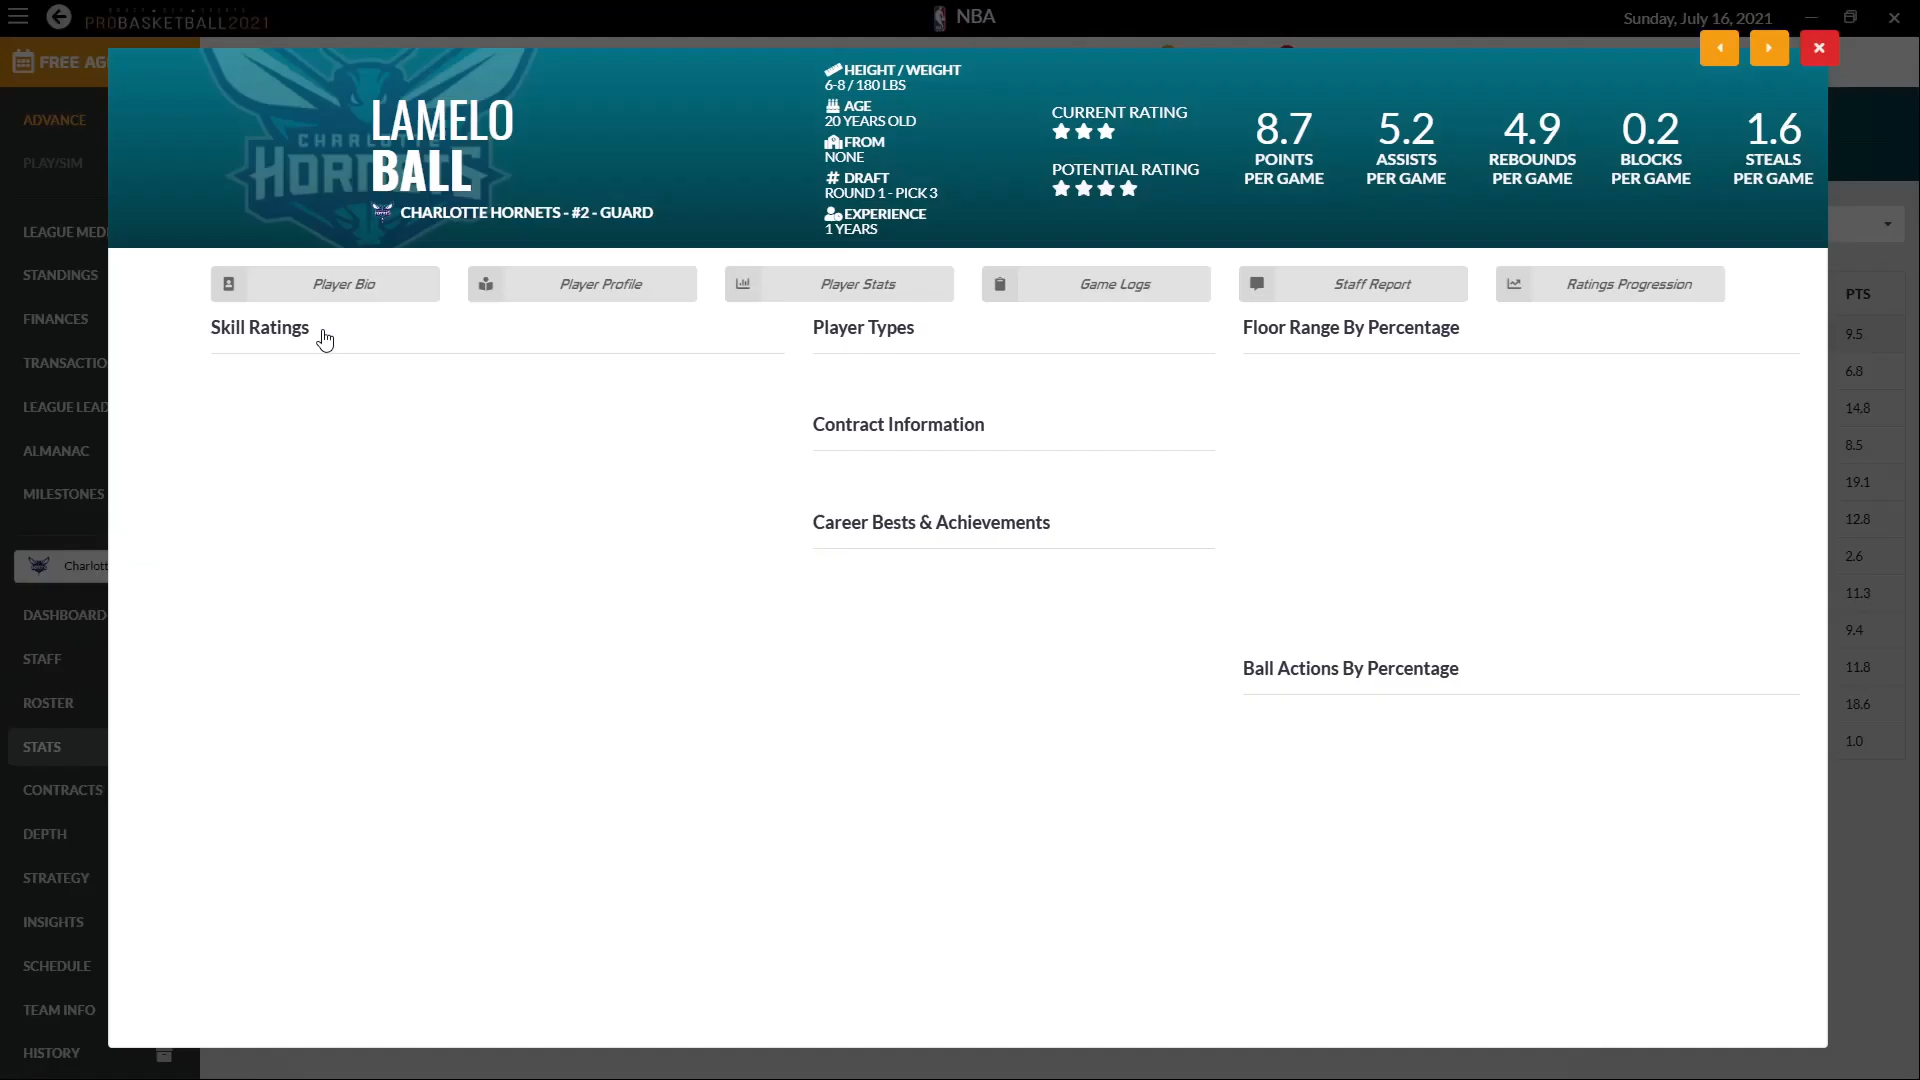 PROBASKETBALL2021
NBA
Sunday, July 16, 2021
FREE AG
ADVANCE
PLAY/SIM
LEAGUE MEDI
STANDINGS
FINANCES
TRANSACTIO
LEAGUE LEAD
ALMANAC
MILESTONES
Charlott
DASHBOARD
STAFF
ROSTER
STATS
CONTRACTS
DEPTH
STRATEGY
INSIGHTS
SCHEDULE
TEAM INFO
HISTORY
CHARLOTTE
HORNETS
LAMELO
BALL
CHARLOTTE HORNETS - #2 - GUARD
HEIGHT / WEIGHT
6-8 / 180 LBS
AGE
20 YEARS OLD
FROM
NONE
# DRAFT
ROUND 1 - PICK 3
EXPERIENCE
1 YEARS
CURRENT RATING
POTENTIAL RATING
8.7
POINTS
PER GAME
5.2
ASSISTS
PER GAME
4.9
REBOUNDS
PER GAME
0.2
BLOCKS
PER GAME
1.6
STEALS
PER GAME
Player Bio
Player Profile
Player Stats
Game Logs
Staff Report
Ratings Progression
Skill Ratings
Player Types
Contract Information
Career Bests & Achievements
Floor Range By Percentage
Ball Actions By Percentage
PTS
9.5
6.8
14.8
8.5
19.1
12.8
2.6
11.3
9.4
11.8
18.6
1.0